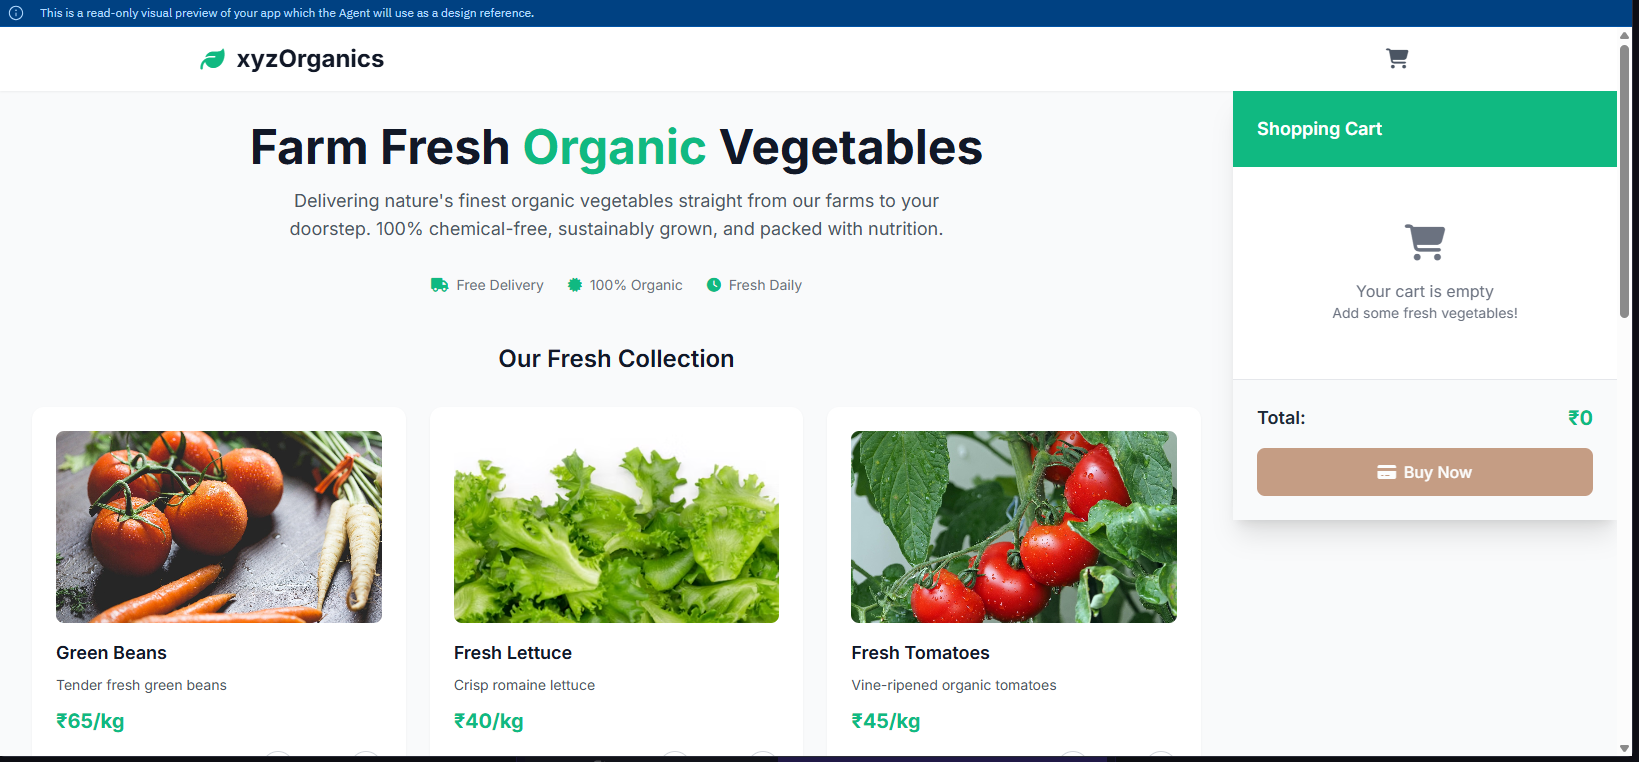 This is a read-only visual preview of your app which the Agent will use as a design reference.
xyzOrganics
Farm Fresh Organic Vegetables
Delivering nature's finest organic vegetables straight from our farms to your
doorstep. 100% chemical-free, sustainably grown, and packed with nutrition.
Free Delivery
100% Organic
Fresh Daily
Our Fresh Collection
Green Beans
Tender fresh green beans
₹65/kg
Fresh Lettuce
Crisp romaine lettuce
₹40/kg
Fresh Tomatoes
Vine-ripened organic tomatoes
₹45/kg
Shopping Cart
Your cart is empty
Add some fresh vegetables!
Total: ₹0
Buy Now